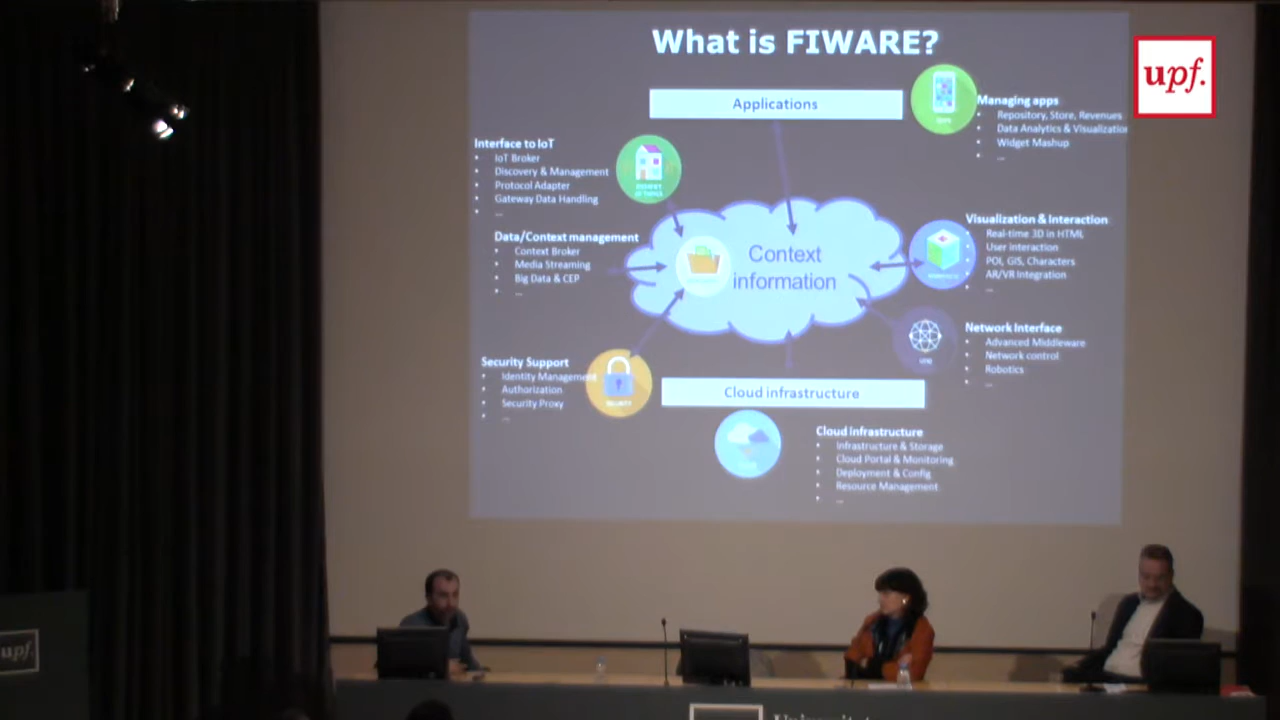 What is FIWARE?
upf.
Applications
Managing apps
• Repository, Store, Revenues
• Data Analytics & Visualization
• Widget Mashup
• ...
Interface to IoT
• IoT Broker
• Discovery & Management
• Protocol Adapter
• Gateway Data Handling
• ...
Data/Context management
• Context Broker
• Media Streaming
• Big Data & CEP
• ...
Context
information
Visualization & Interaction
• Real-time 3D in HTML
• User interaction
• POI, GIS, Characters
• AR/VR Integration
• ...
Network Interface
• Advanced Middleware
• Network control
• Robotics
• ...
Security Support
• Identity Management
• Authorization
• Security Proxy
• ...
SECURITY
Cloud infrastructure
Cloud infrastructure
• Infrastructure & Storage
• Cloud Portal & Monitoring
• Deployment & Config
• Resource Management
• ...
upf.